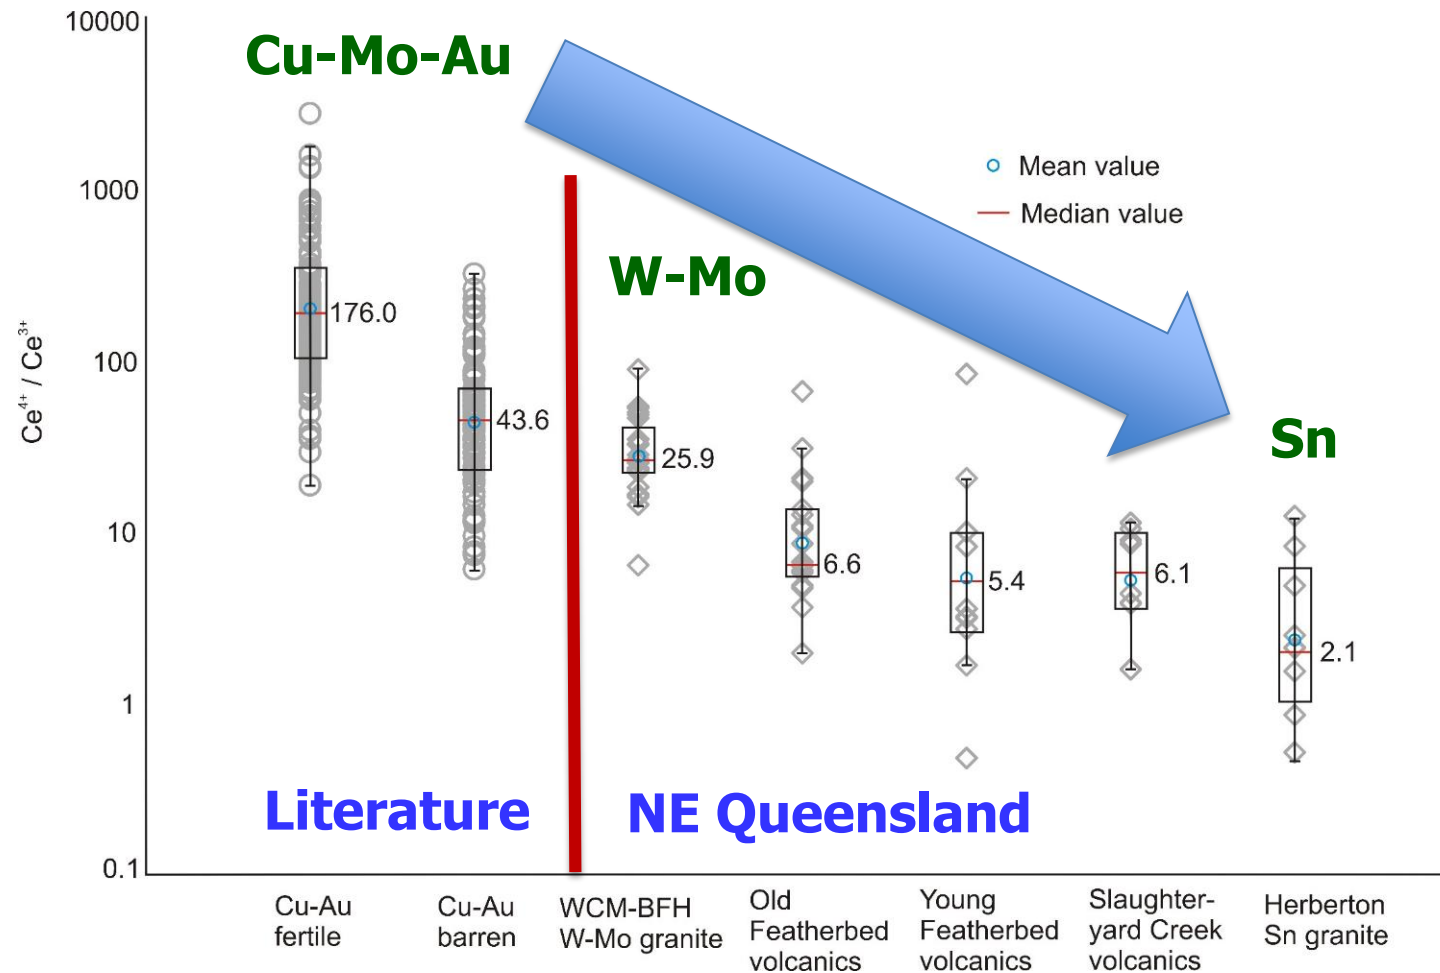 10000
1000
100
10
1
0.1
Ce4+ / Ce3+
Cu-Mo-Au
W-Mo
Sn
Mean value
Median value
176.0
43.6
25.9
6.6
5.4
6.1
2.1
Literature
NE Queensland
Cu-Au
fertile
Cu-Au
barren
WCM-BFH
W-Mo granite
Old
Featherbed
volcanics
Young
Featherbed
volcanics
Slaughter-
yard Creek
volcanics
Herberton
Sn granite